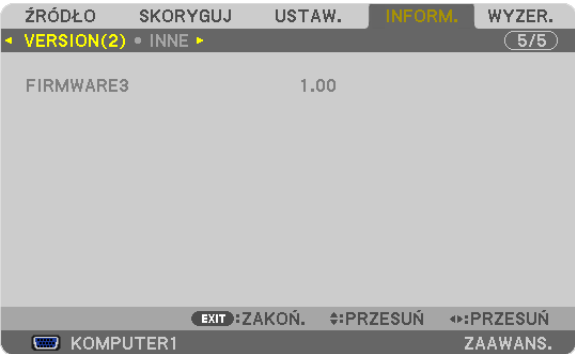 ŹRÓDŁO SKORYGUJ USTAW. INFORM. WYZER.
VERSION(2) INNE 5/5
FIRMWARE3 1.00
EXIT :ZAKOŃ. :PRZESUŃ :PRZESUŃ
KOMPUTER1 ZAAWANS.